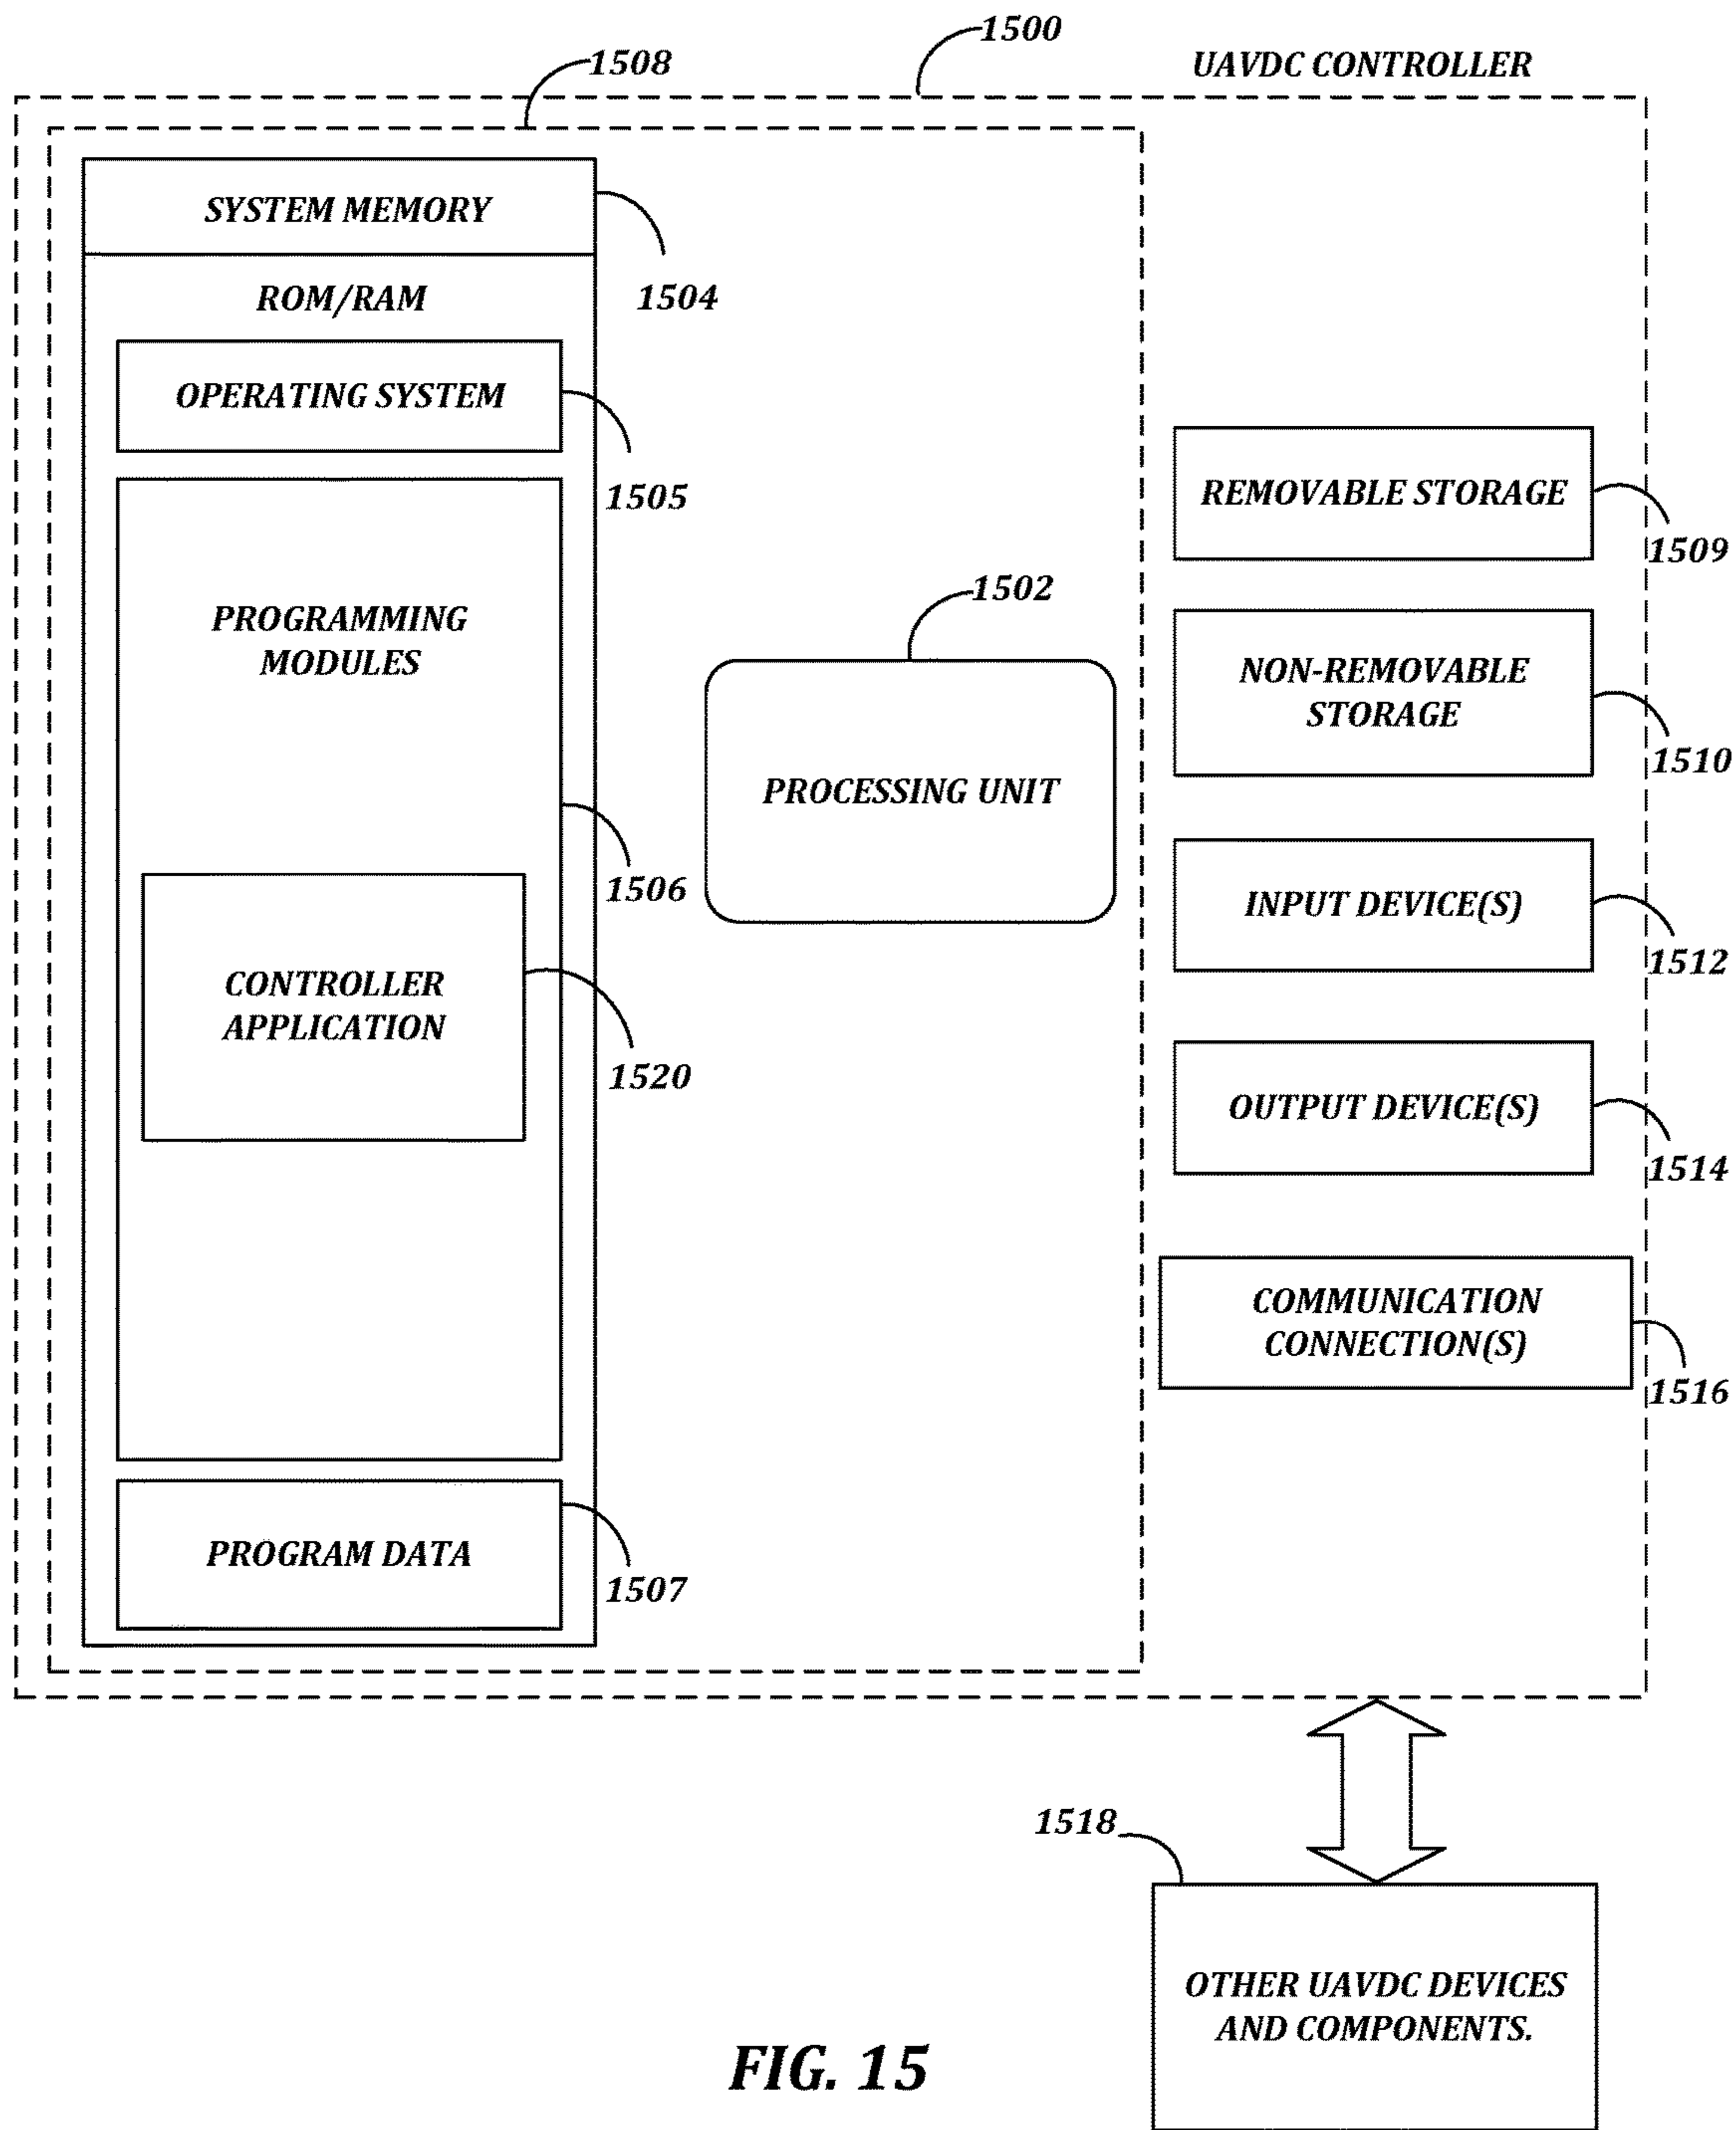 1500
UAVDC CONTROLLER
1508
SYSTEM MEMORY
1504
ROM/RAM
OPERATING SYSTEM
1505
REMOVABLE STORAGE
1509
1502
PROGRAMMING
MODULES
NON-REMOVABLE
STORAGE
1510
PROCESSING UNIT
1506
INPUT DEVICE(S)
1512
CONTROLLER
APPLICATION
1520
OUTPUT DEVICE(S)
1514
COMMUNICATION
CONNECTION(S)
1516
PROGRAM DATA
1507
1518
OTHER UAVDC DEVICES
AND COMPONENTS.
FIG. 15